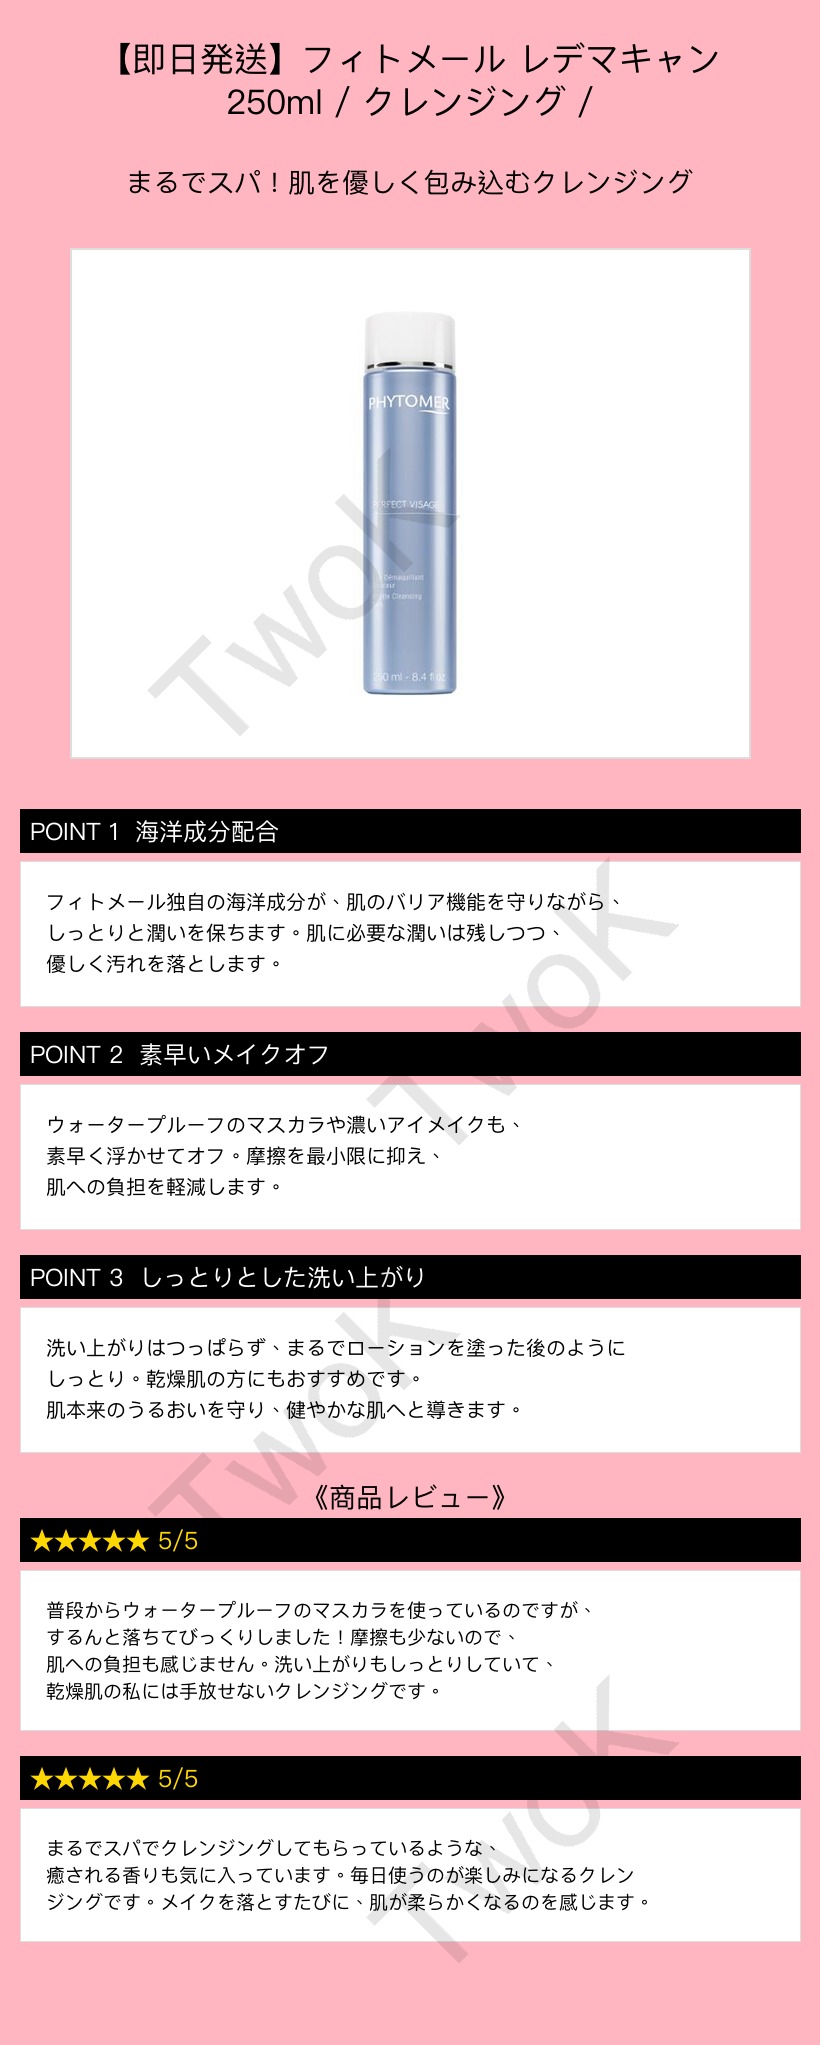 【即日発送】フィトメール レデマキャン
250ml / クレンジング /
まるでスパ！肌を優しく包み込むクレンジング
PHYTOMER
PERFECT VISAGE
Démaquillant
Cleansing
250 ml - 8.4 fl oz
TwoK
POINT 1 海洋成分配合
フィトメール独自の海洋成分が、肌のバリア機能を守りながら、
しっとりと潤いを保ちます。肌に必要な潤いは残しつつ、
優しく汚れを落とします。
TwoK
POINT 2 素早いメイクオフ
ウォータープルーフのマスカラや濃いアイメイクも、
素早く浮かせてオフ。摩擦を最小限に抑え、
肌への負担を軽減します。
POINT 3 しっとりとした洗い上がり
洗い上がりはつっぱらず、まるでローションを塗った後のように
しっとり。乾燥肌の方にもおすすめです。
肌本来のうるおいを守り、健やかな肌へと導きます。
TwoK
《商品レビュー》
★★★★★ 5/5
普段からウォータープルーフのマスカラを使っているのですが、
するんと落ちてびっくりしました！摩擦も少ないので、
肌への負担も感じません。洗い上がりもしっとりしていて、
乾燥肌の私には手放せないクレンジングです。
★★★★★ 5/5
まるでスパでクレンジングしてもらっているような、
癒される香りも気に入っています。毎日使うのが楽しみになるクレン
ジングです。メイクを落とすたびに、肌が柔らかくなるのを感じます。
TwoK